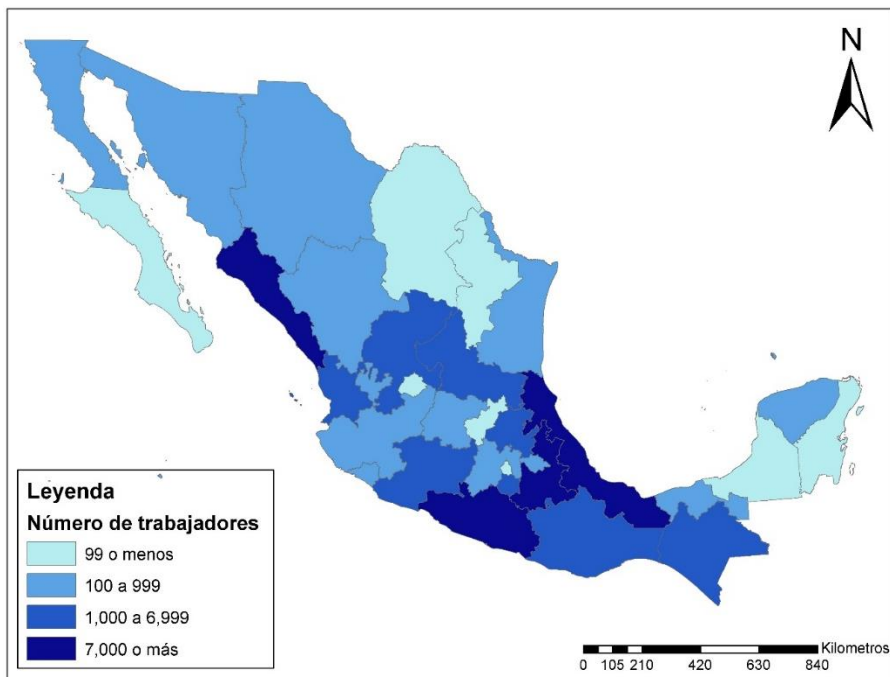 N
Leyenda
Número de trabajadores
99 o menos
100 a 999
1,000 a 6,999
7,000 o más
Kilometros
0 105 210 420 630 840